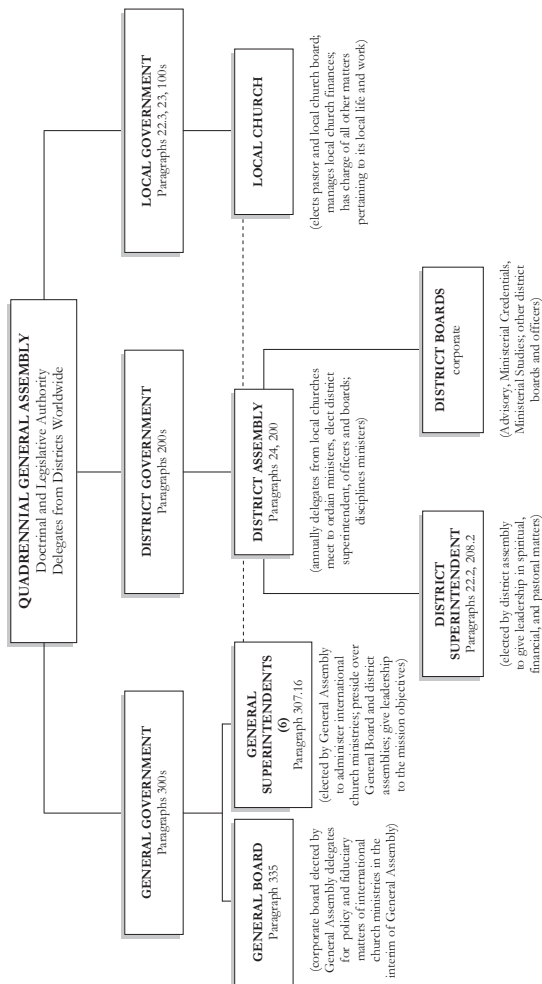 QUADRENNIAL GENERAL ASSEMBLY
Doctrinal and Legislative Authority
Delegates from Districts Worldwide
GENERAL GOVERNMENT
Paragraphs 300s
DISTRICT GOVERNMENT
Paragraphs 200s
LOCAL GOVERNMENT
Paragraphs 22.3, 23, 100s
GENERAL BOARD
Paragraph 335
(corporate board elected by
General Assembly delegates
for policy and fiduciary
matters of international
church ministries in the
interim of General Assembly)
GENERAL
SUPERINTENDENTS
(6)
Paragraph 307.16
(elected by General Assembly
to administer international
church ministries; preside over
General Board and district
assemblies; give leadership
to the mission objectives)
DISTRICT ASSEMBLY
Paragraphs 24, 200
(annually delegates from local churches
meet to ordain ministers, elect district
superintendent, officers and boards;
disciplines ministers)
LOCAL CHURCH
(elects pastor and local church board;
manages local church finances;
has charge of all other matters
pertaining to its local life and work)
DISTRICT
SUPERINTENDENT
Paragraphs 22.2, 208.2
(elected by district assembly
to give leadership in spiritual,
financial, and pastoral matters)
DISTRICT BOARDS
corporate
(Advisory, Ministerial Credentials,
Ministerial Studies; other district
boards and officers)